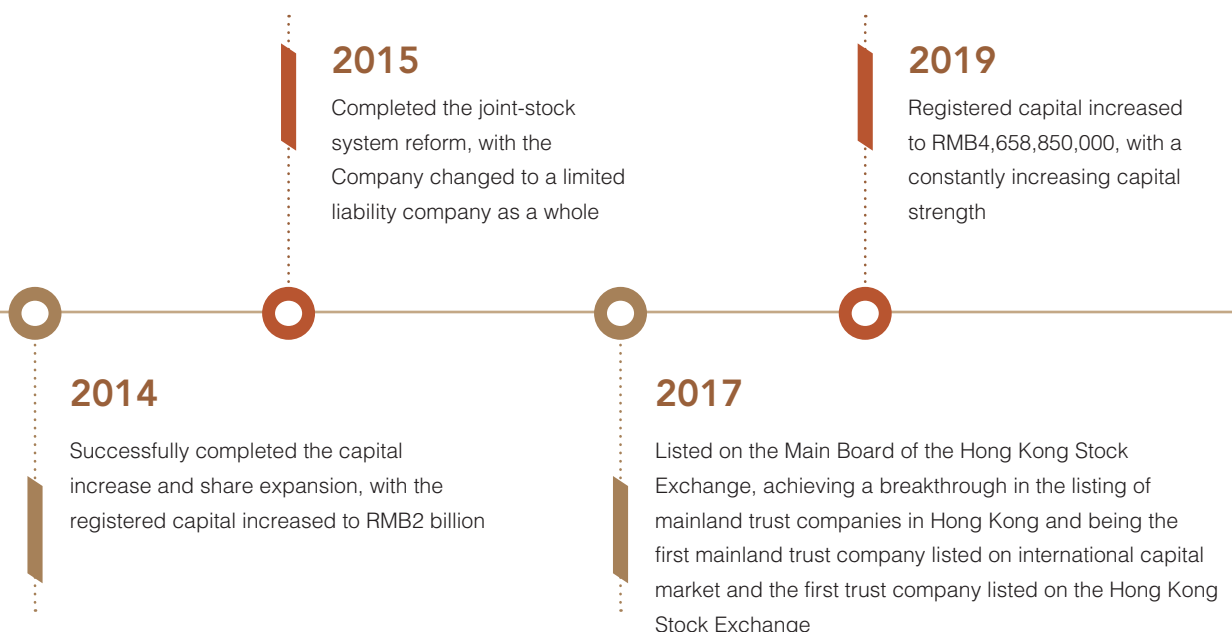 2015
Completed the joint-stock
system reform, with the
Company changed to a limited
liability company as a whole
2019
Registered capital increased
to RMB4,658,850,000, with a
constantly increasing capital
strength
2014
Successfully completed the capital
increase and share expansion, with the
registered capital increased to RMB2 billion
2017
Listed on the Main Board of the Hong Kong Stock
Exchange, achieving a breakthrough in the listing of
mainland trust companies in Hong Kong and being the
first mainland trust company listed on international capital
market and the first trust company listed on the Hong Kong
Stock Exchange